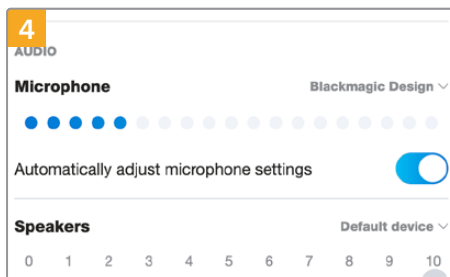 4
AUDIO
Microphone Blackmagic Design
Automatically adjust microphone settings
Speakers Default device
0 1 2 3 4 5 6 7 8 9 10